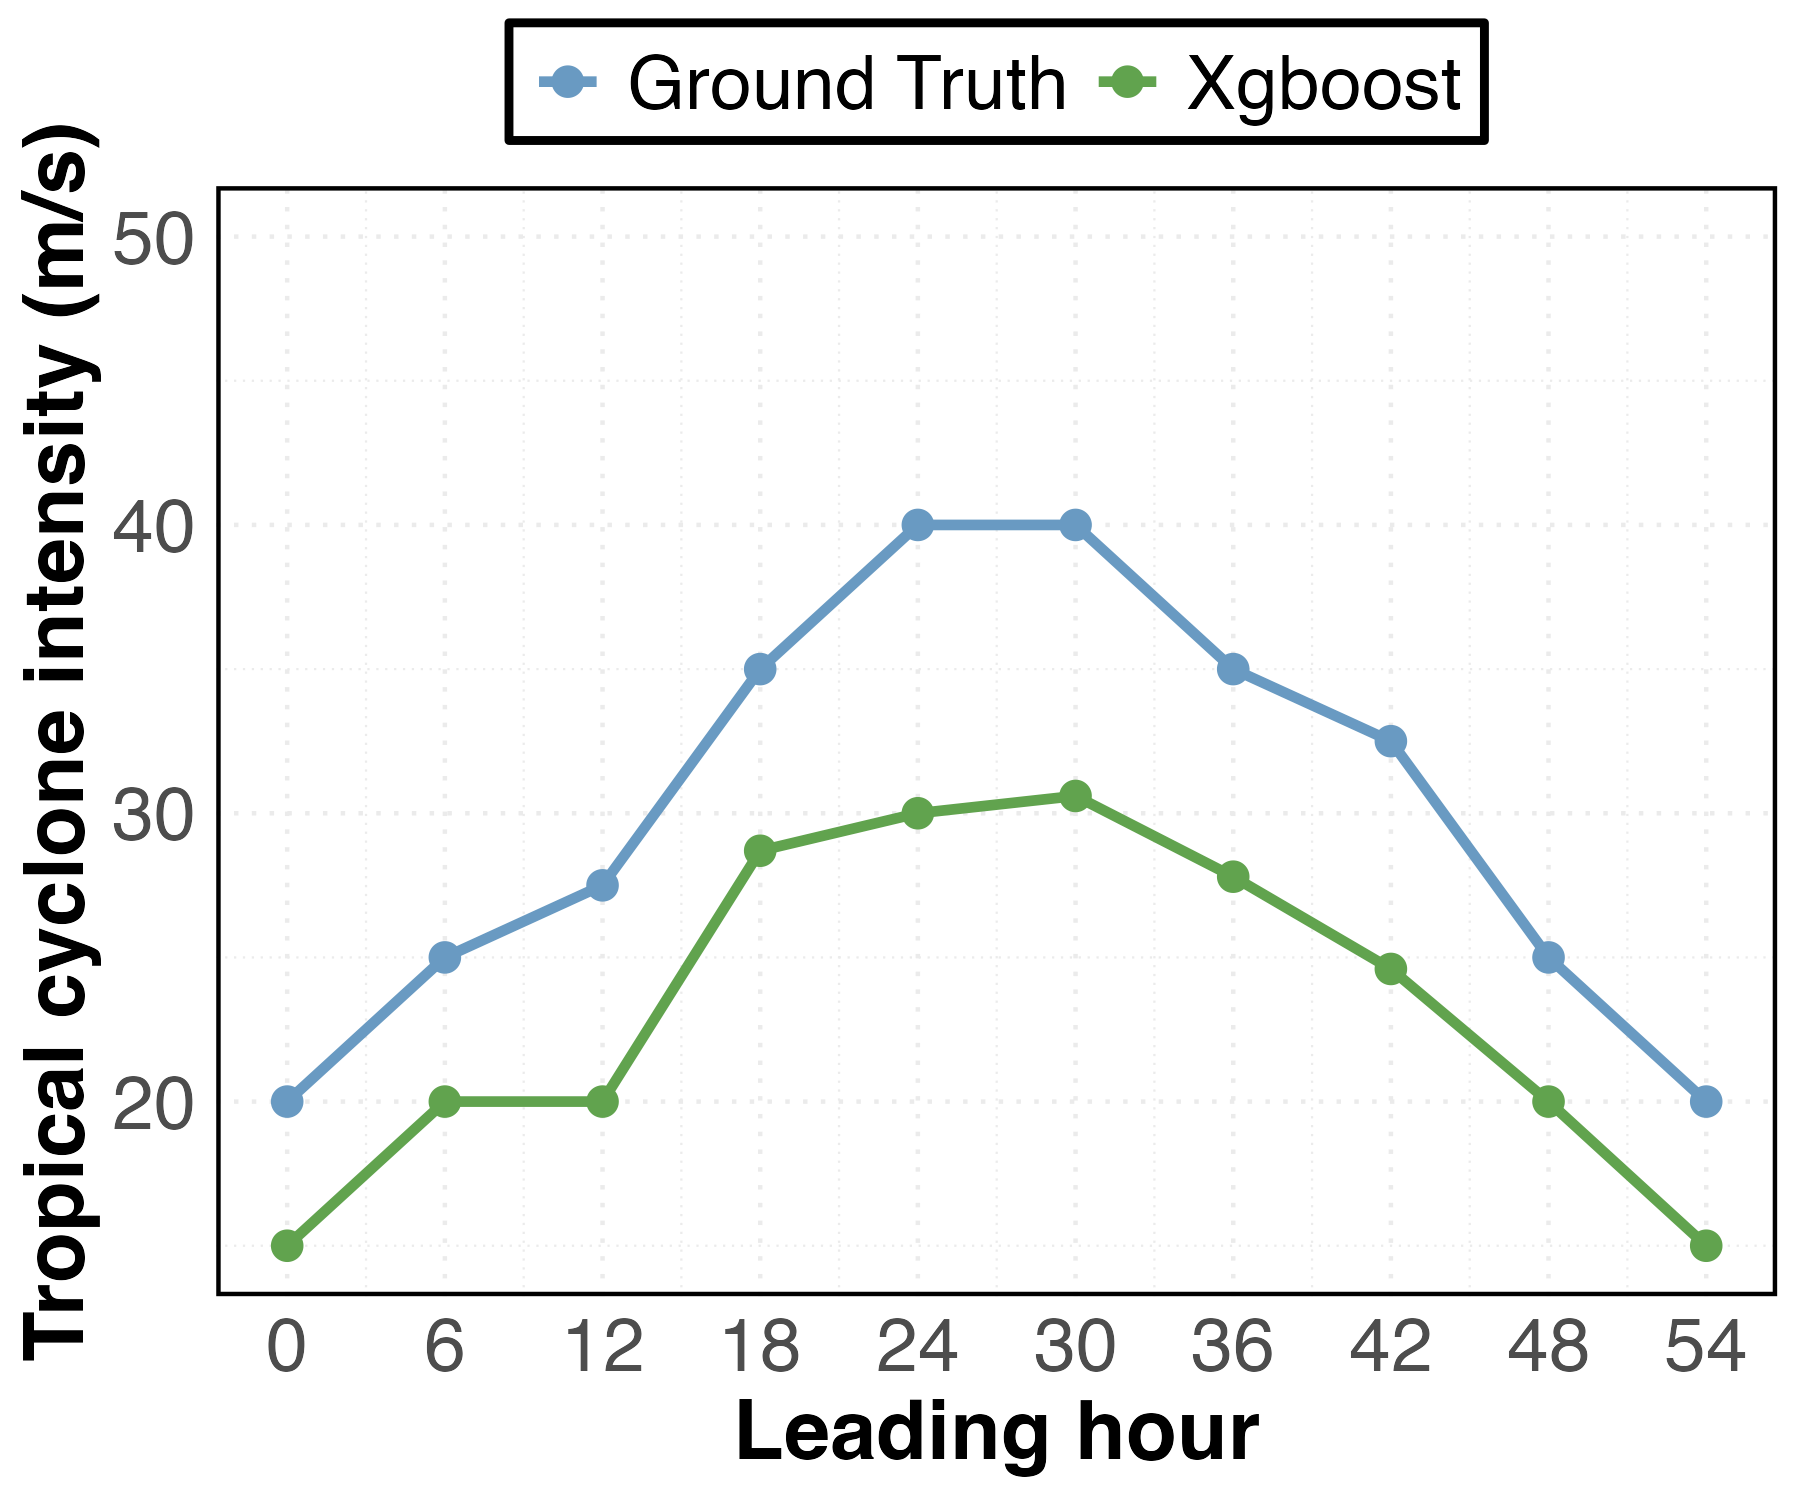 Ground Truth Xgboost
Tropical cyclone intensity (m/s)
50
40
30
20
0 6 12 18 24 30 36 42 48 54
Leading hour